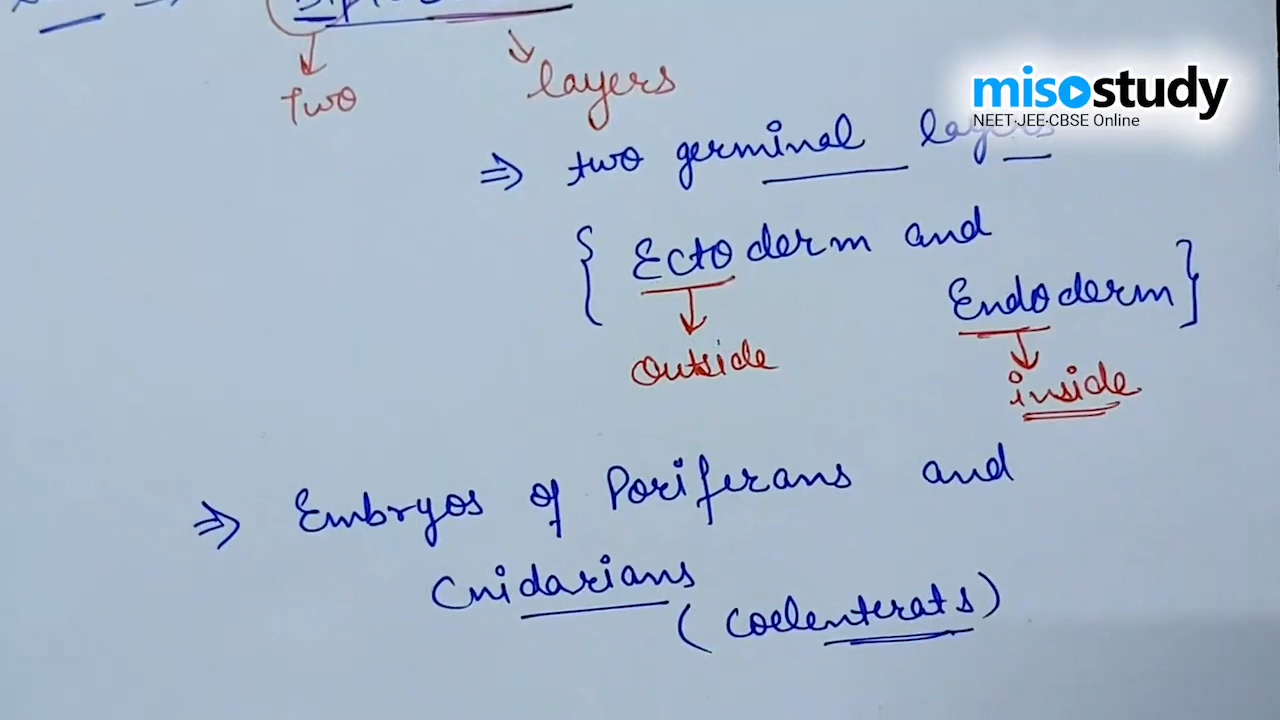 two layers
misostudy
NEET·JEE·CBSE Online
⇒ two germinal layers
{ Ectoderm and
Endoderm }
outside
inside
⇒ Embryos of Poriferans and
Cnidarians
(Coelenterats)